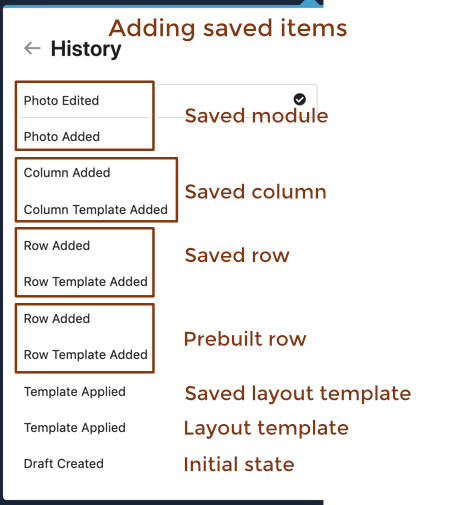 Adding saved items
← History
Photo Edited
Saved module
Photo Added
Column Added
Saved column
Column Template Added
Row Added
Saved row
Row Template Added
Row Added
Prebuilt row
Row Template Added
Template Applied Saved layout template
Template Applied Layout template
Draft Created Initial state